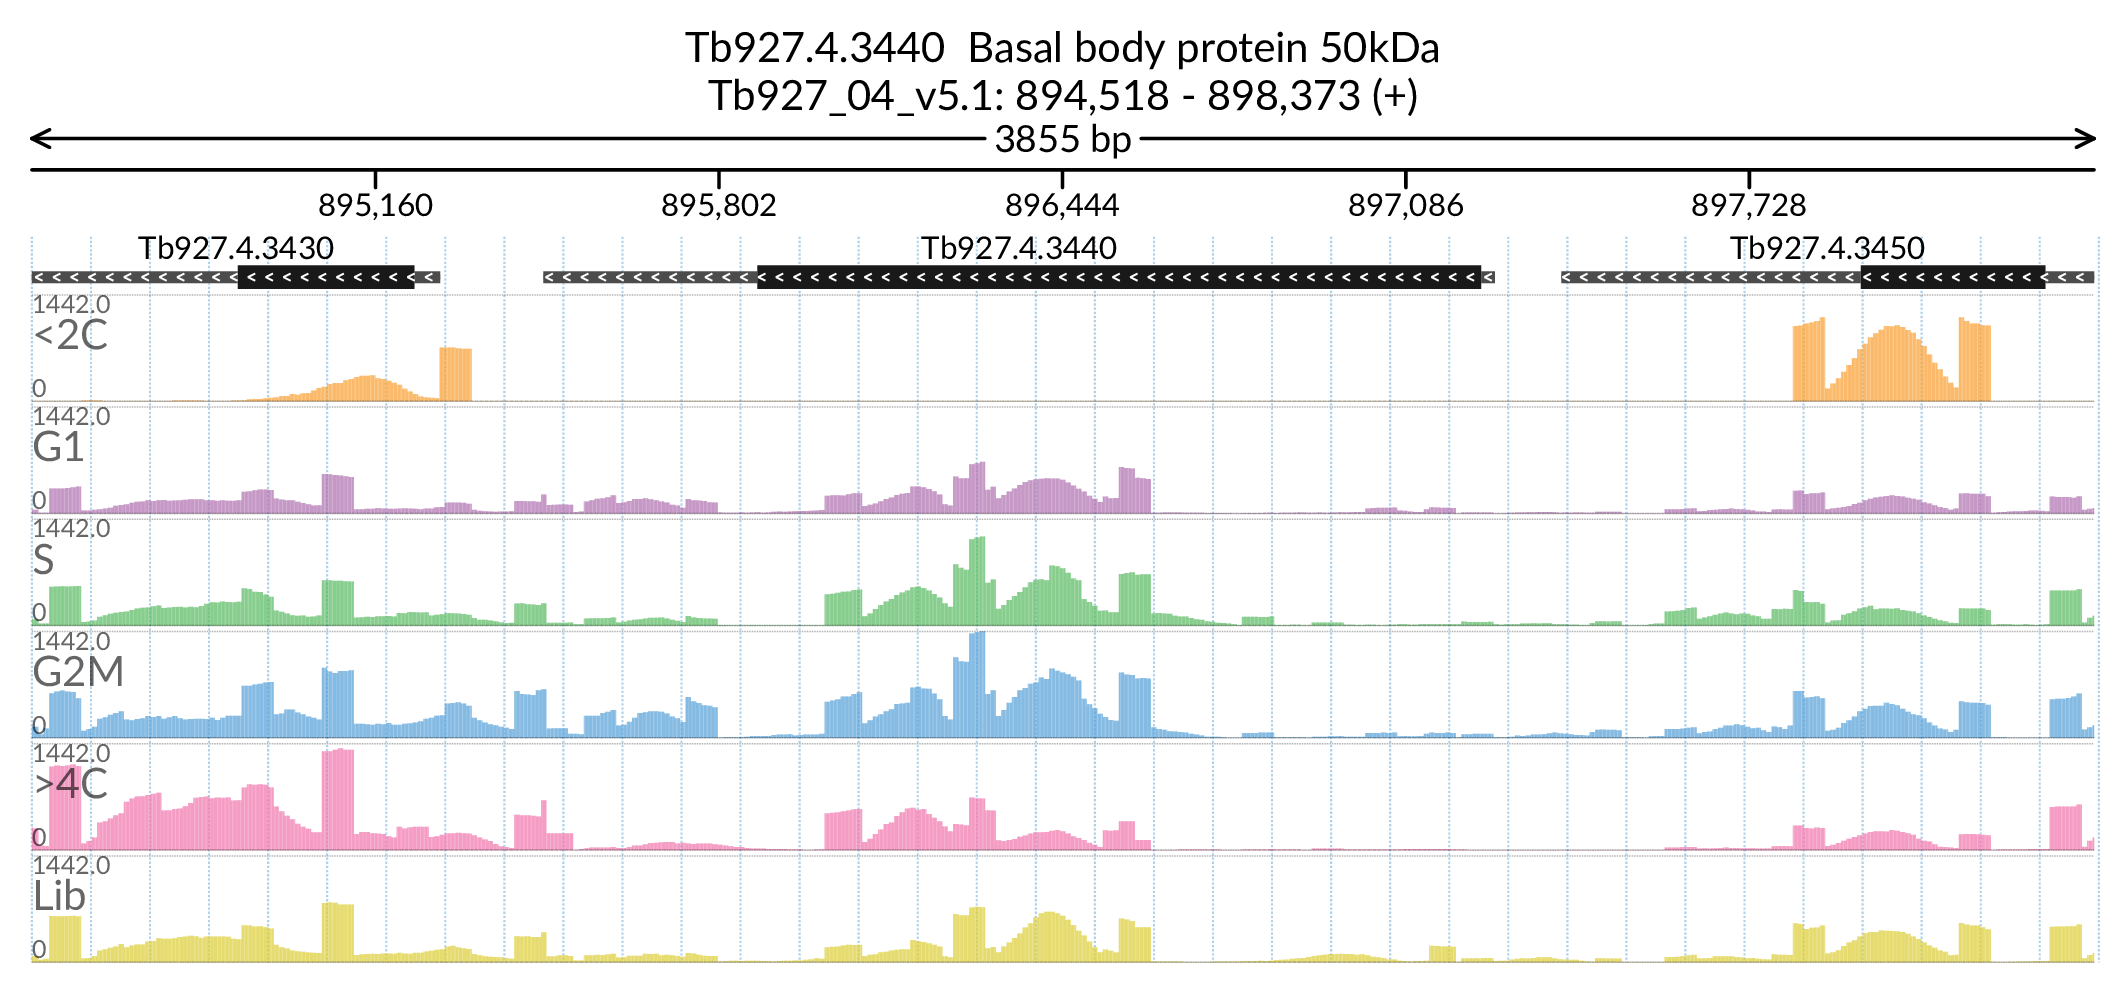 Tb927.4.3440  Basal body protein 50kDa
Tb927_04_v5.1: 894,518 - 898,373 (+)
3855 bp
895,160 895,802 896,444 897,086 897,728
Tb927.4.3430 Tb927.4.3440 Tb927.4.3450
1442.0
<2C
0
1442.0
G1
0
1442.0
S
0
1442.0
G2M
0
1442.0
>4C
0
1442.0
Lib
0